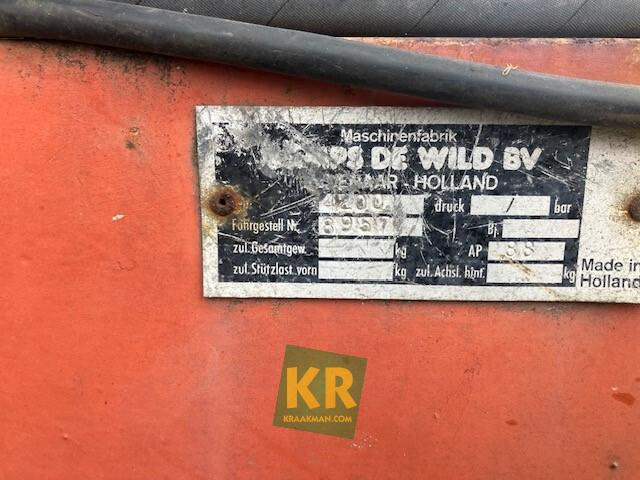 Maschinenfabrik
DE WILD BV
HOLLAND
4200 druck / bar
Fahrgestell Nr. Bj.
zul. Gesamtgew. kg AP 88
zul. Stützlast vorn kg zul. Achsl. hint. kg
Made in
Holland
KR
KRAAKMAN.COM